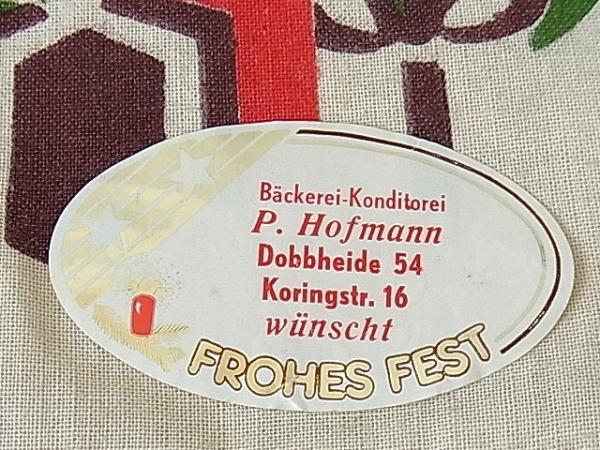 Bäckerei-Konditorei
P. Hofmann
Dobbheide 54
Koringstr. 16
wünscht
FROHES FEST